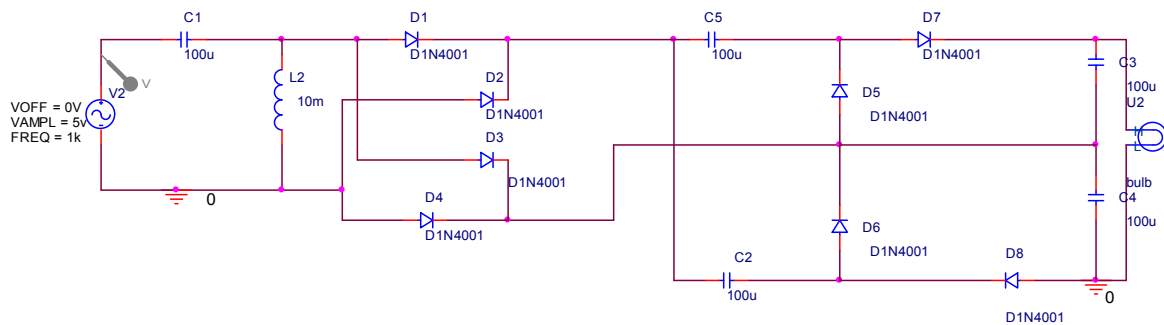 C1
100u
V
V2
VOFF = 0V
VAMPL = 5v
FREQ = 1k
0
L2
10m
D1
D1N4001
D2
D1N4001
D3
D1N4001
D4
D1N4001
C5
100u
D7
D1N4001
D5
D1N4001
C3
100u
U2
H
L
bulb
C4
100u
D6
D1N4001
C2
100u
D8
D1N4001
0